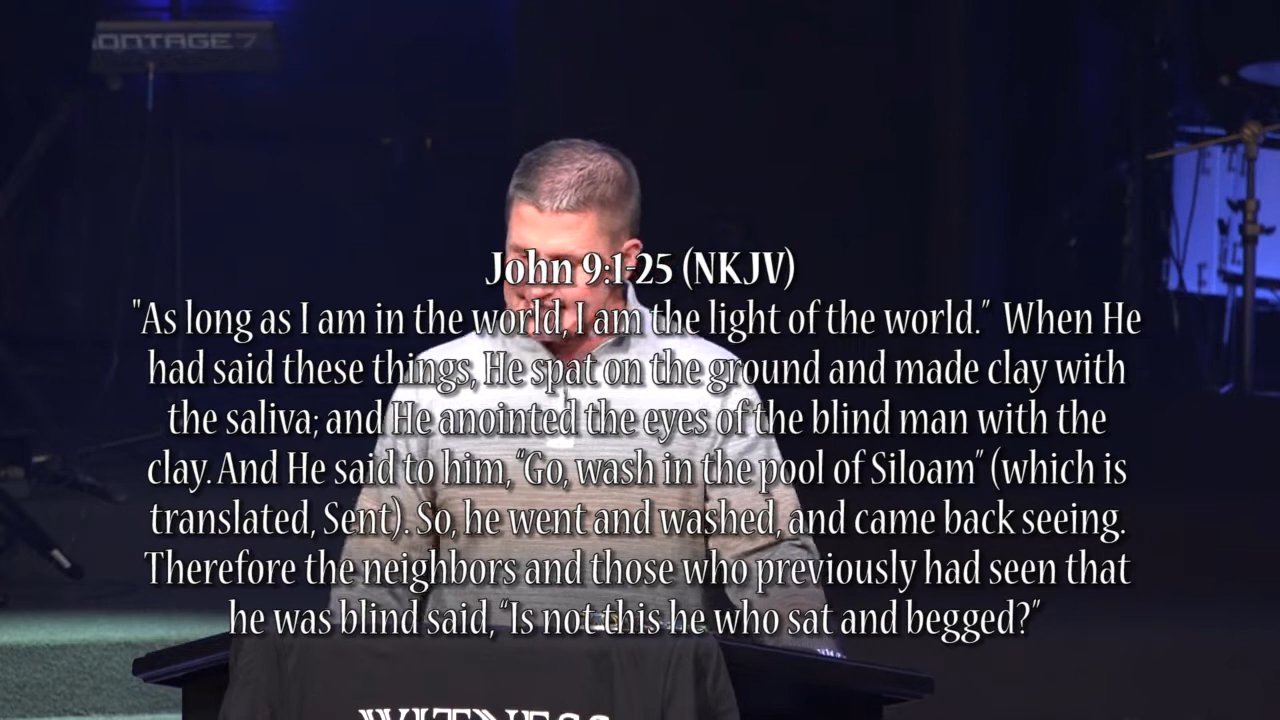 ONTAGE 7
John 9:1-25 (NKJV)
"As long as I am in the world, I am the light of the world.” When He
had said these things, He spat on the ground and made clay with
the saliva; and He anointed the eyes of the blind man with the
clay. And He said to him, “Go, wash in the pool of Siloam” (which is
translated, Sent). So, he went and washed, and came back seeing.
Therefore the neighbors and those who previously had seen that
he was blind said, “Is not this he who sat and begged?”
WITNESS